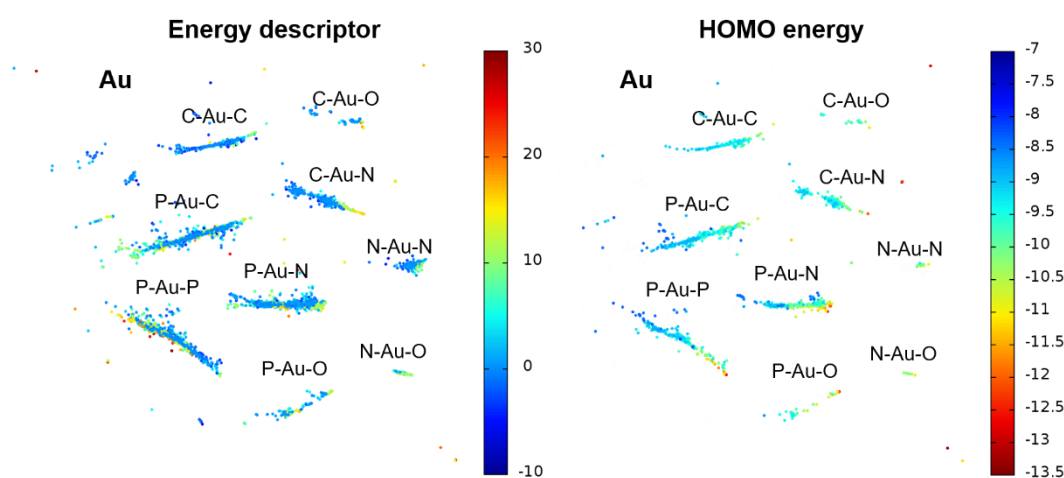 Energy descriptor
HOMO energy
Au
C-Au-O
C-Au-C
C-Au-N
P-Au-C
N-Au-N
P-Au-N
P-Au-P
N-Au-O
P-Au-O
30
20
10
0
-10
Au
C-Au-O
C-Au-C
C-Au-N
P-Au-C
N-Au-N
P-Au-N
P-Au-P
N-Au-O
P-Au-O
-7
-7.5
-8
-8.5
-9
-9.5
-10
-10.5
-11
-11.5
-12
-12.5
-13
-13.5